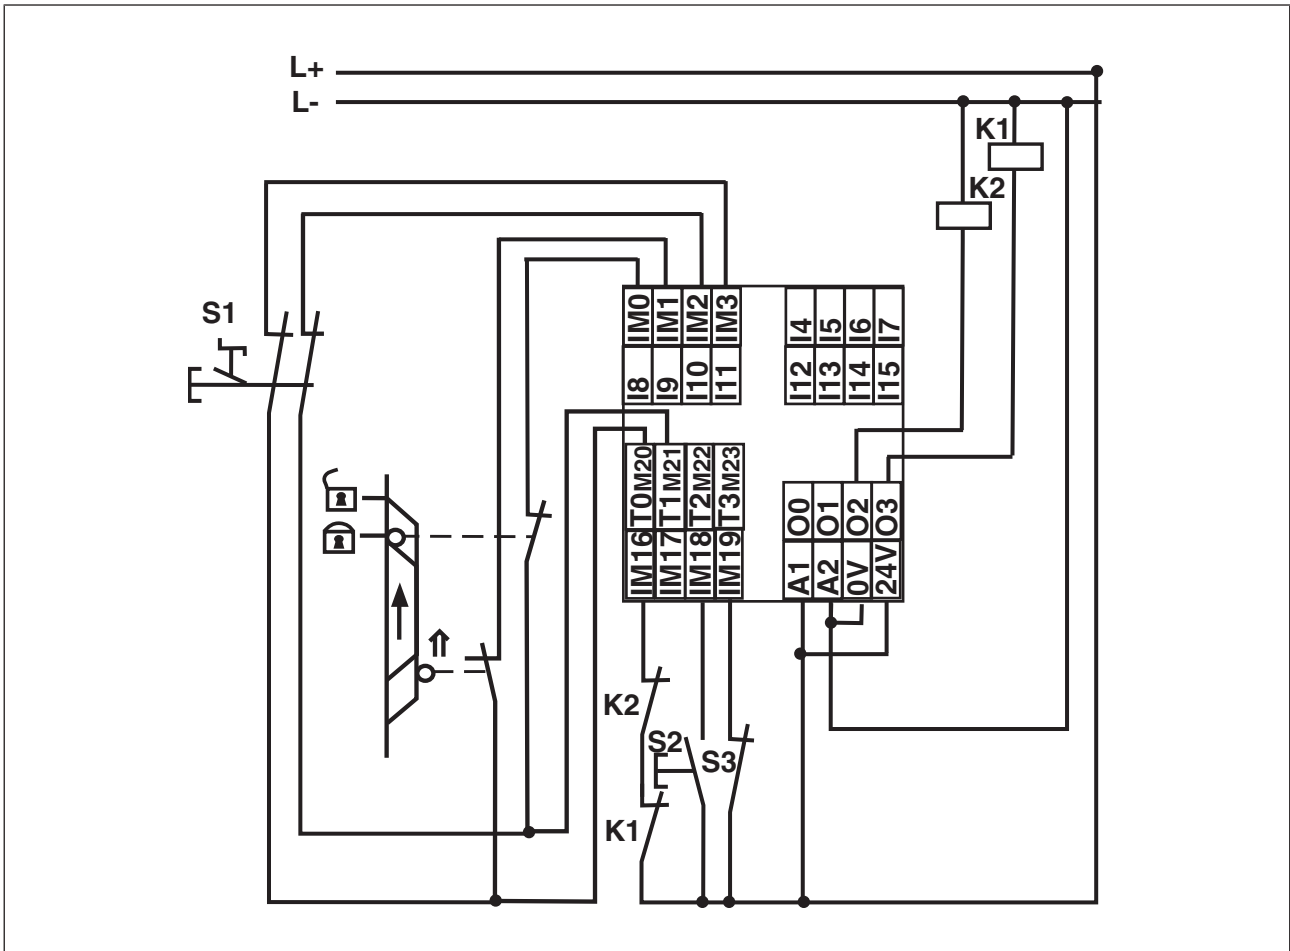 L+
L-
K1
K2
S1
IM0 IM1 IM2 IM3 I4 I5 I6 I7
I8 I9 I10 I11 I12 I13 I14 I15
T0M20 T1M21 T2M22 T3M23 O0 O1 O2 O3
IM16 IM17 IM18 IM19 A1 A2 0V 24V
K2
S2 S3
K1